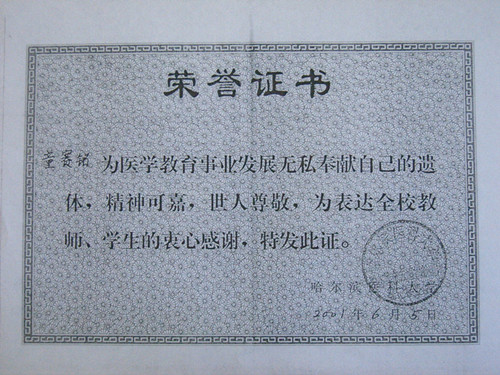 荣誉证书
为医学教育事业发展无私奉献自己的遗
体，精神可嘉，世人尊敬，为表达全校教
师、学生的衷心感谢，特发此证。
哈尔滨医科大学
2001年6月5日